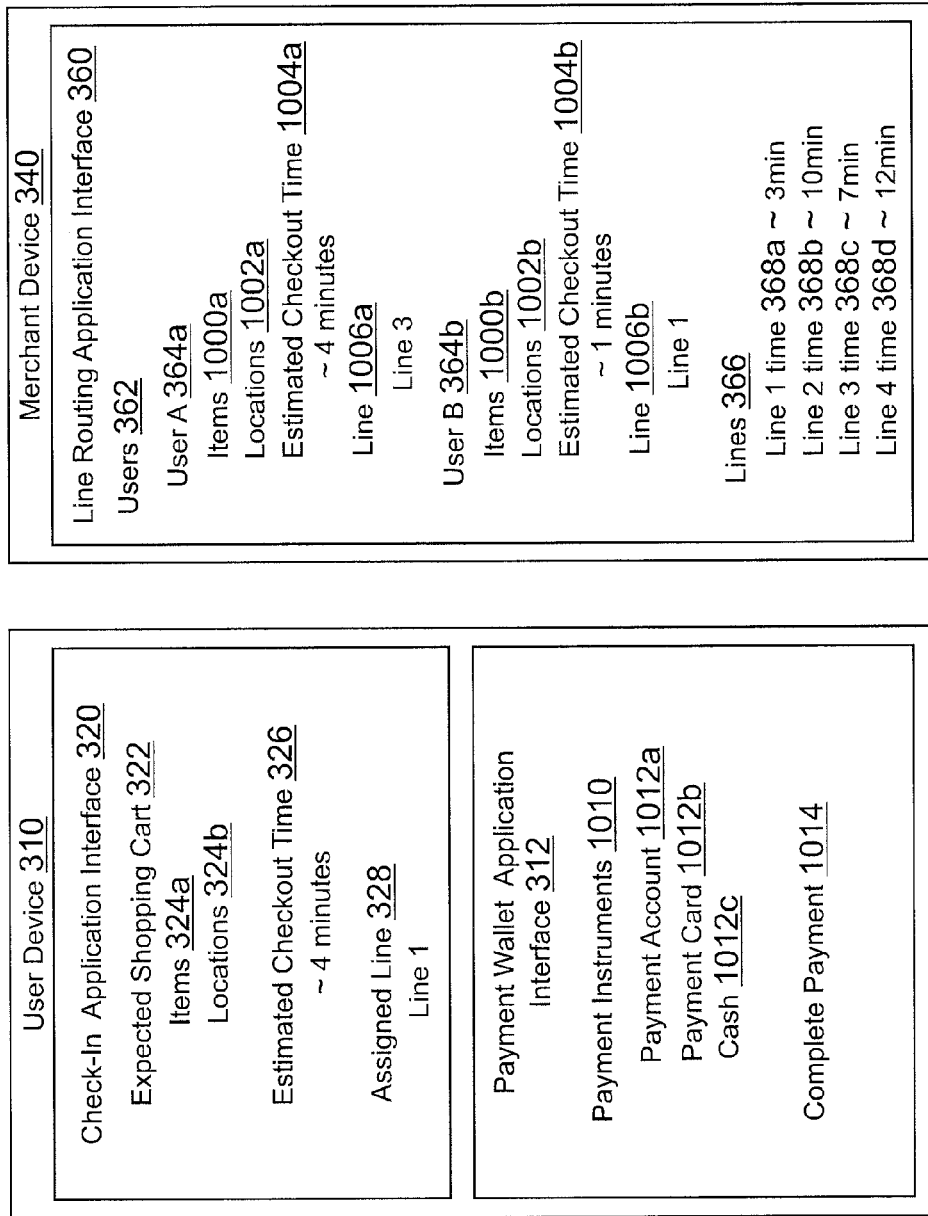 User Device 310
Check-In Application Interface 320
Expected Shopping Cart 322
Items 324a
Locations 324b
Estimated Checkout Time 326
~ 4 minutes
Assigned Line 328
Line 1
Payment Wallet Application
Interface 312
Payment Instruments 1010
Payment Account 1012a
Payment Card 1012b
Cash 1012c
Complete Payment 1014
Merchant Device 340
Line Routing Application Interface 360
Users 362
User A 364a
Items 1000a
Locations 1002a
Estimated Checkout Time 1004a
~ 4 minutes
Line 1006a
Line 3
User B 364b
Items 1000b
Locations 1002b
Estimated Checkout Time 1004b
~ 1 minutes
Line 1006b
Line 1
Lines 366
Line 1 time 368a ~ 3min
Line 2 time 368b ~ 10min
Line 3 time 368c ~ 7min
Line 4 time 368d ~ 12min